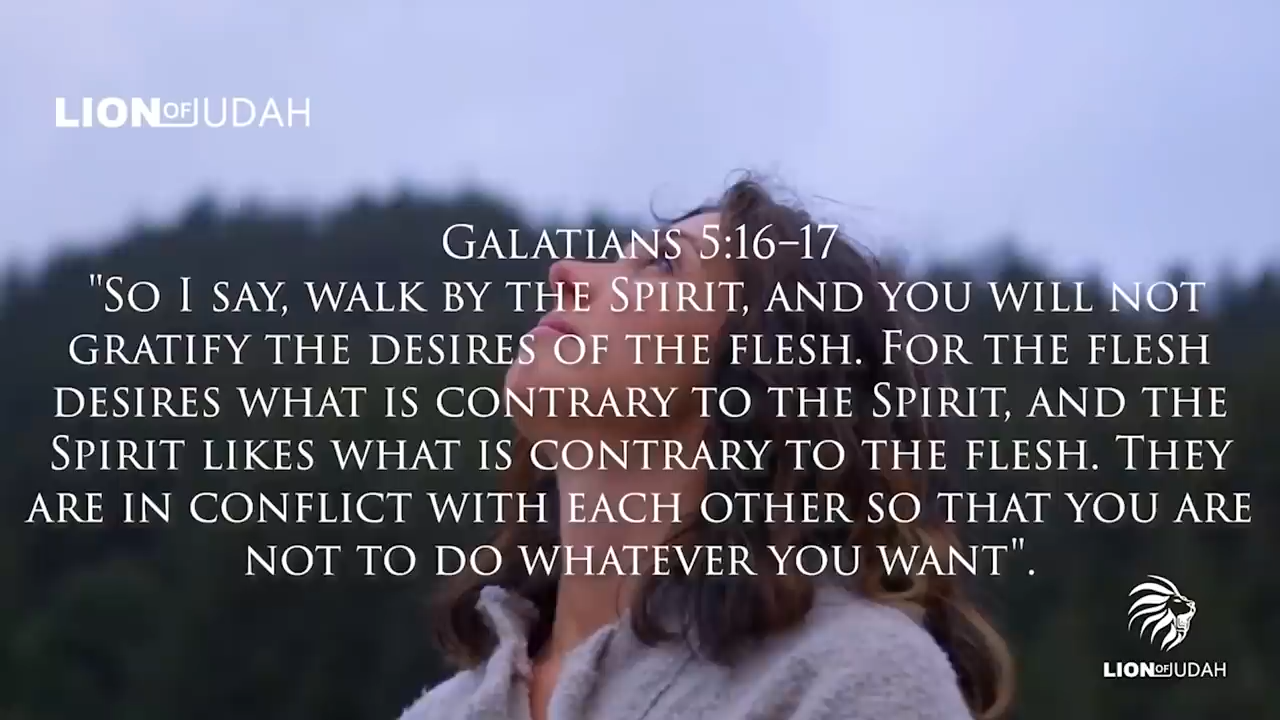 LION OF JUDAH
GALATIANS 5:16–17
"SO I SAY, WALK BY THE SPIRIT, AND YOU WILL NOT
GRATIFY THE DESIRES OF THE FLESH. FOR THE FLESH
DESIRES WHAT IS CONTRARY TO THE SPIRIT, AND THE
SPIRIT LIKES WHAT IS CONTRARY TO THE FLESH. THEY
ARE IN CONFLICT WITH EACH OTHER SO THAT YOU ARE
NOT TO DO WHATEVER YOU WANT".
LION OF JUDAH